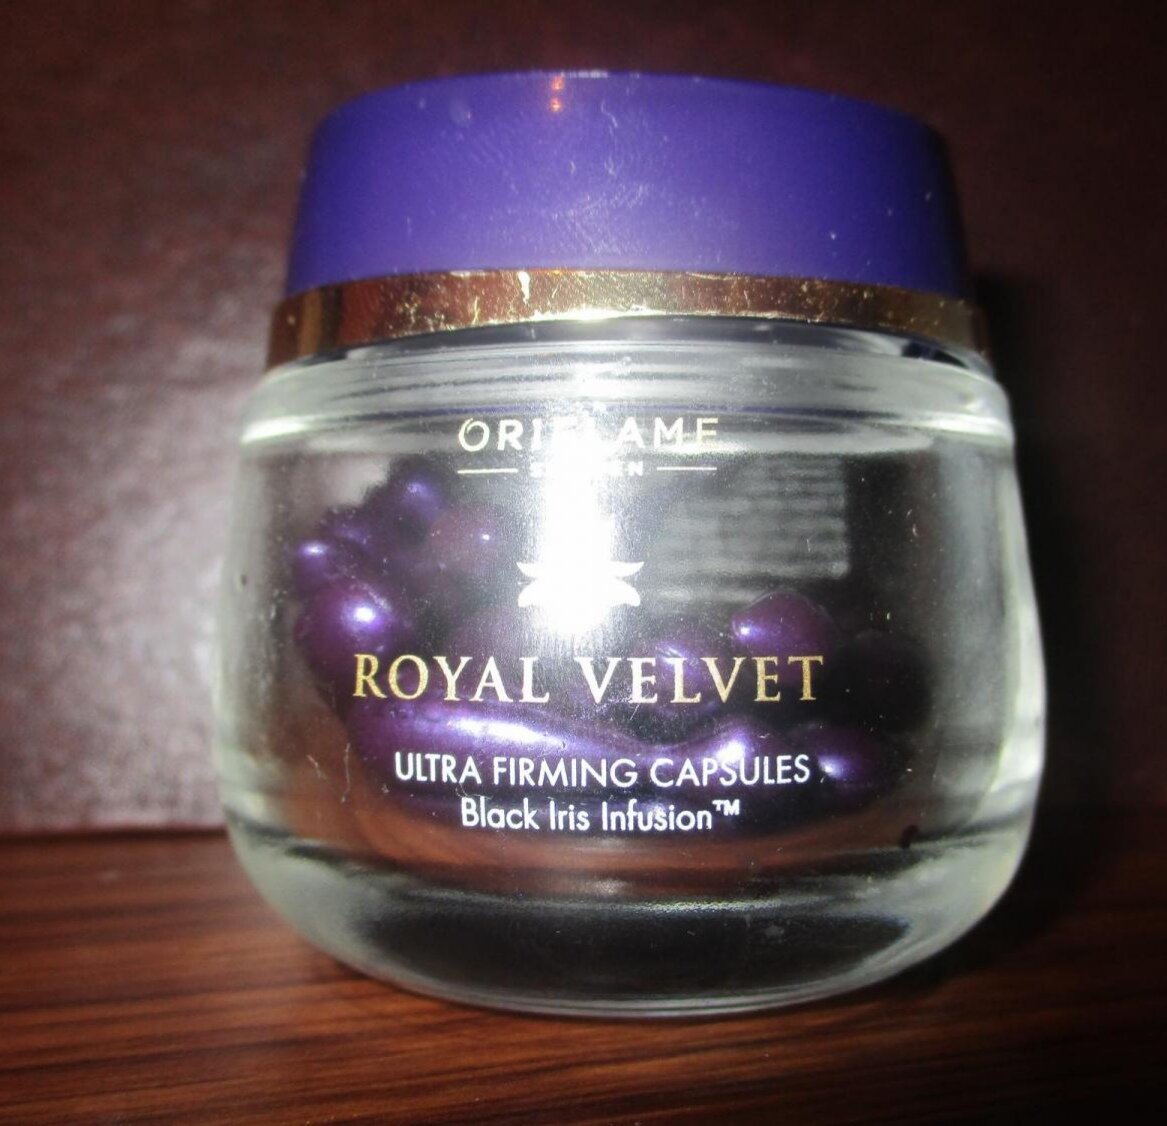 ORIFLAME
ROYAL VELVET
ULTRA FIRMING CAPSULES
Black Iris Infusion™